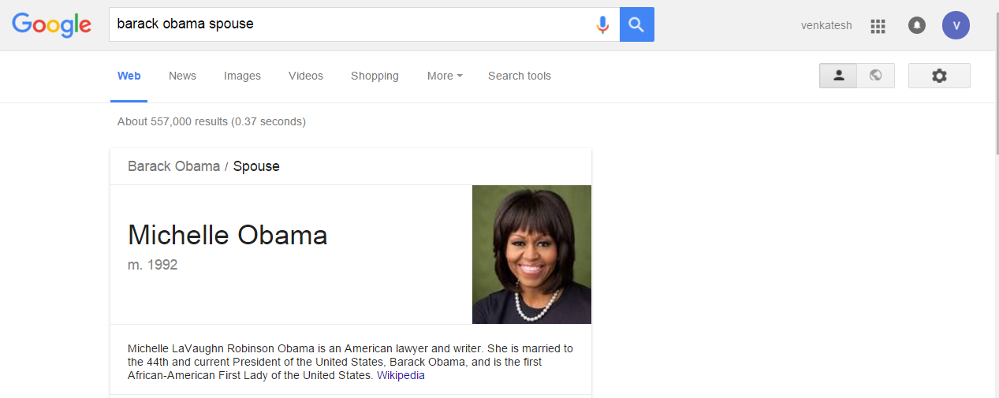 Google
barack obama spouse
venkatesh
V
Web News Images Videos Shopping More Search tools
About 557,000 results (0.37 seconds)
Barack Obama / Spouse
Michelle Obama
m. 1992
Michelle LaVaughn Robinson Obama is an American lawyer and writer. She is married to
the 44th and current President of the United States, Barack Obama, and is the first
African-American First Lady of the United States. Wikipedia